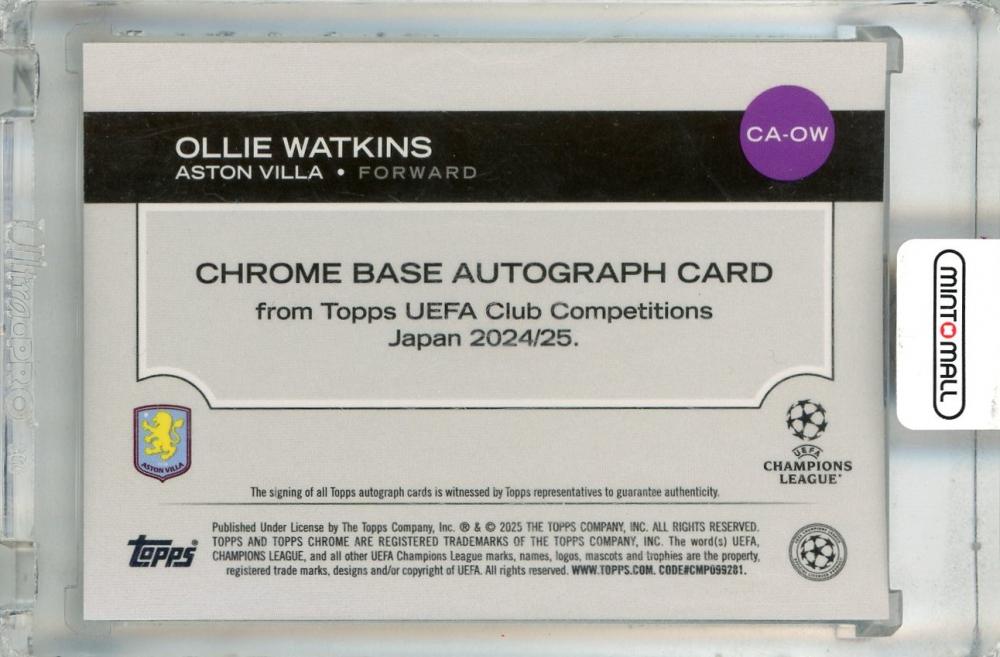 OLLIE WATKINS
ASTON VILLA • FORWARD
CA-OW
CHROME BASE AUTOGRAPH CARD
from Topps UEFA Club Competitions
Japan 2024/25.
ASTON VILLA
UEFA
CHAMPIONS
LEAGUE
The signing of all Topps autograph cards is witnessed by Topps representatives to guarantee authenticity.
topps
Published Under License by The Topps Company, Inc. ® & © 2025 THE TOPPS COMPANY, INC. ALL RIGHTS RESERVED.
TOPPS AND TOPPS CHROME ARE REGISTERED TRADEMARKS OF THE TOPPS COMPANY, INC. The word(s) UEFA,
CHAMPIONS LEAGUE, and all other UEFA Champions League marks, names, logos, mascots and trophies are the property,
registered trade marks, designs and/or copyright of UEFA. All rights reserved. WWW.TOPPS.COM. CODE#CMP099281.
MINTOMALL
UltraPRO